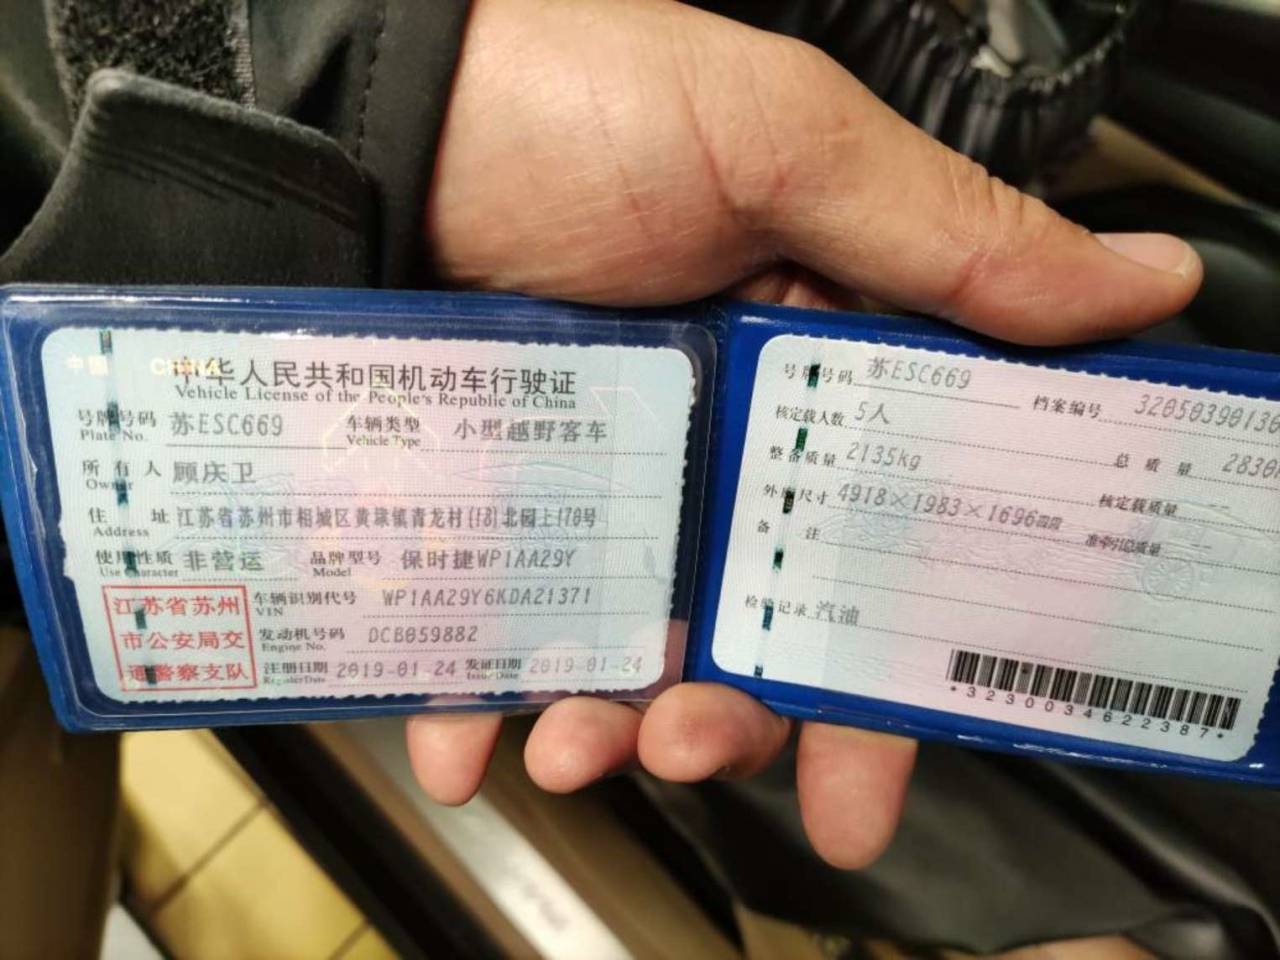 中国 CHINA
中华人民共和国机动车行驶证
Vehicle License of the People's Republic of China
号牌号码 苏ESC669 车辆类型 小型越野客车
Plate No. Vehicle Type
所有人 顾庆卫
Owner
住址 江苏省苏州市相城区黄埭镇青龙村(18)北园上170号
Address
使用性质 非营运 品牌型号 保时捷WP1AA29Y
Use Character Model
江苏省苏州
市公安局交
通警察支队
车辆识别代号 WP1AA29Y6KDA21371
VIN
发动机号码 DCB059882
Engine No.
注册日期 2019-01-24 发证日期 2019-01-24
Register Date Issue Date
号牌号码 苏ESC669 档案编号 32050390136
核定载人数 5人 总质量 2830
整备质量 2135kg 核定载质量 --
外廓尺寸 4918×1983×1696 准牵引总质量 --
备注
检验记录 汽油
*3230034622387*